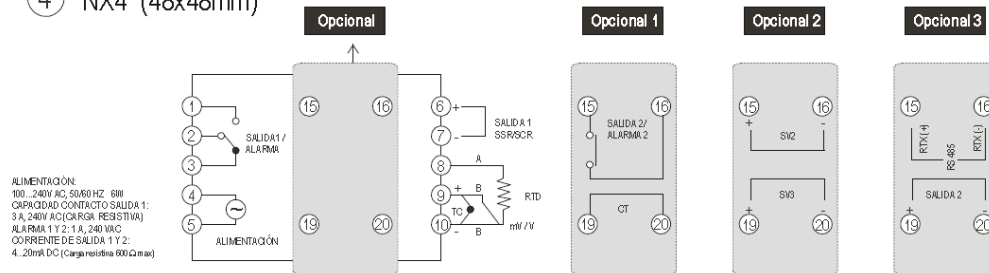 4 NX4 (48x48mm)
Opcional
Opcional 1
Opcional 2
Opcional 3
1
2
3
4
5
SALIDA1 /
ALARMA
ALIMENTACIÓN
15
16
19
20
6 +
7 -
8
9
10
SALIDA 1
SSR/SCR
A
+ B
TC
- B
RTD
mV / V
15
16
SALIDA 2/
ALARMA 2
CT
19
20
15
16
+ -
SV2
SV3
+ -
19
20
15
16
RTX (+)
RS 485
RTX (-)
SALIDA 2
+ -
19
20
ALIMENTACIÓN:
100...240V AC, 50/60 HZ 6W
CAPACIDAD CONTACTO SALIDA 1:
3 A, 240V AC (CARGA RESISTIVA)
ALARMA 1 Y 2: 1 A, 240 VAC
CORRIENTE DE SALIDA 1 Y 2:
4...20mA DC (Carga resistiva 600 Ω max)